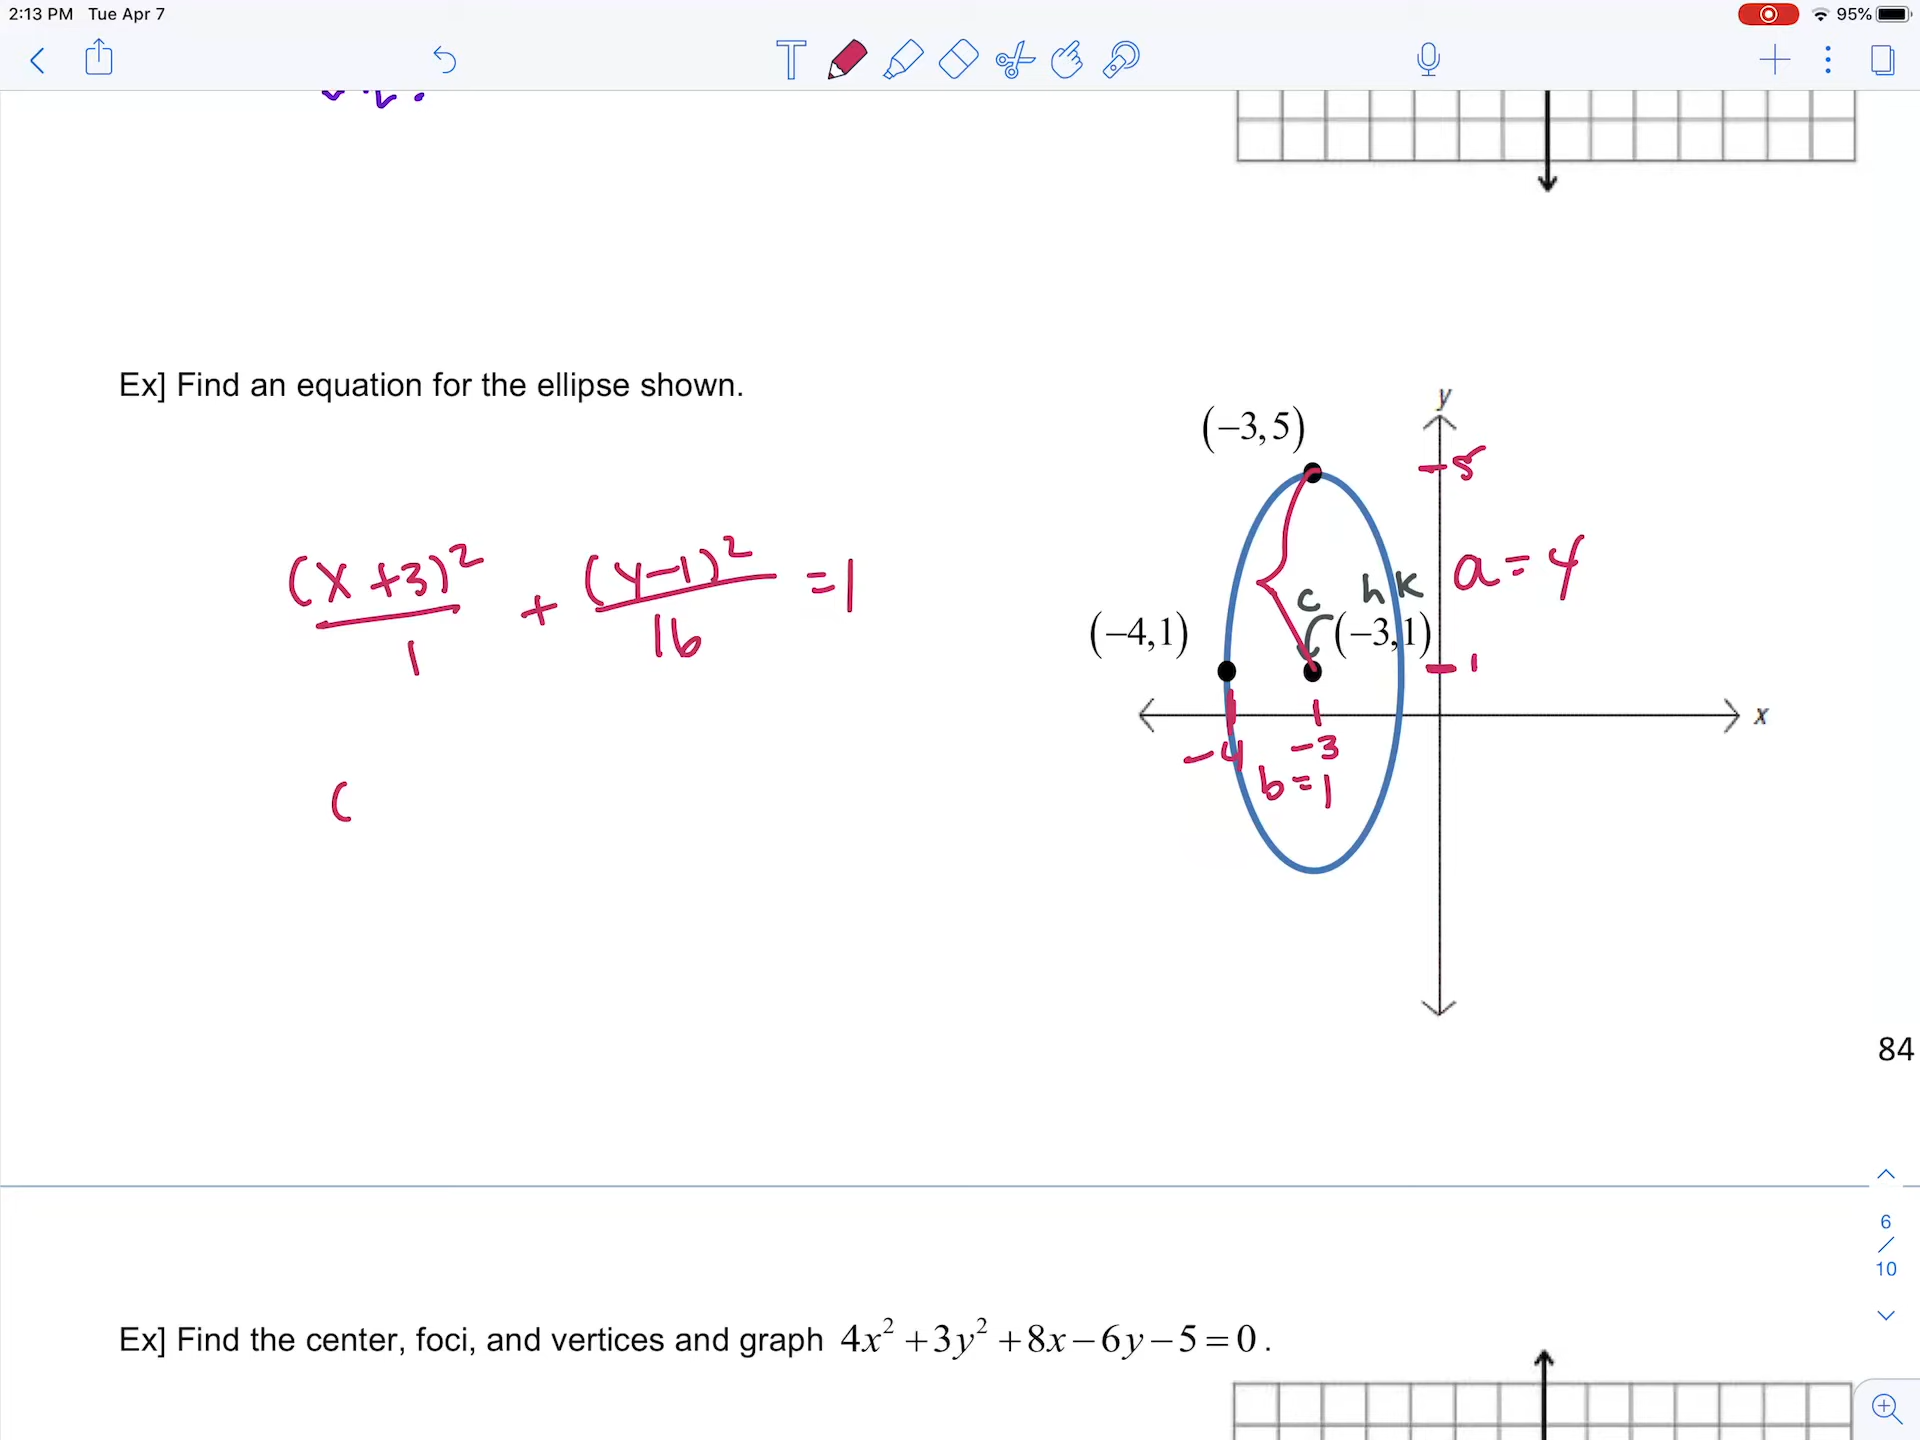 2:13 PM Tue Apr 7
95%
T
Ex] Find an equation for the ellipse shown.
y
(−3,5)
-5
(x+3)² / 1 + (y-1)² / 16 = 1
a=4
c
h k
(−4,1)
(−3,1)
-1
x
1
-4
-3
b=1
(
84
6
/
10
Ex] Find the center, foci, and vertices and graph 4x² +3y² +8x−6y−5=0.